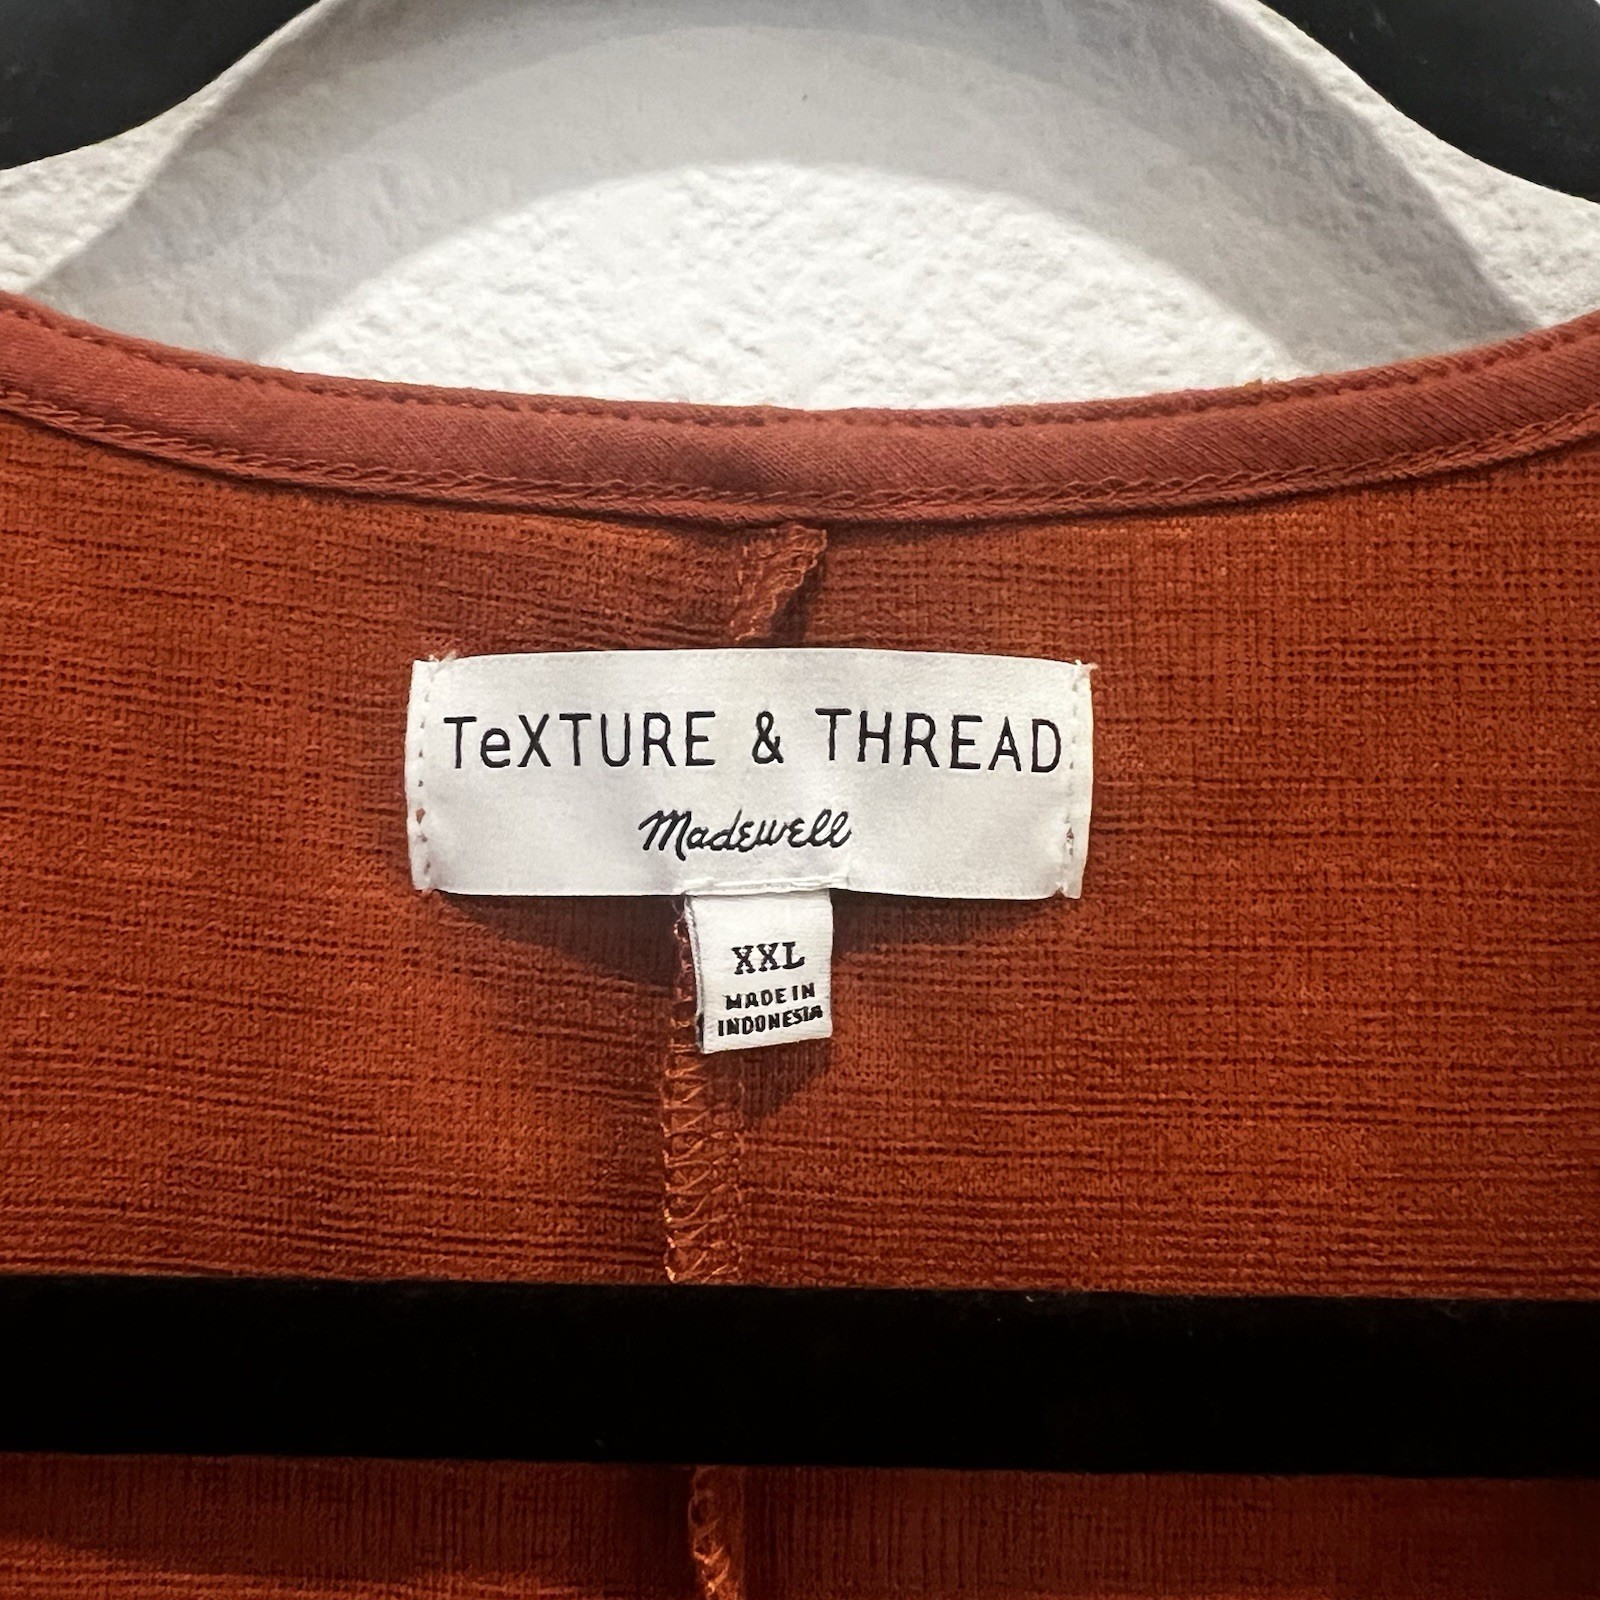 TeXTURE & THREAD
Madewell
XXL
MADE IN
INDONESIA